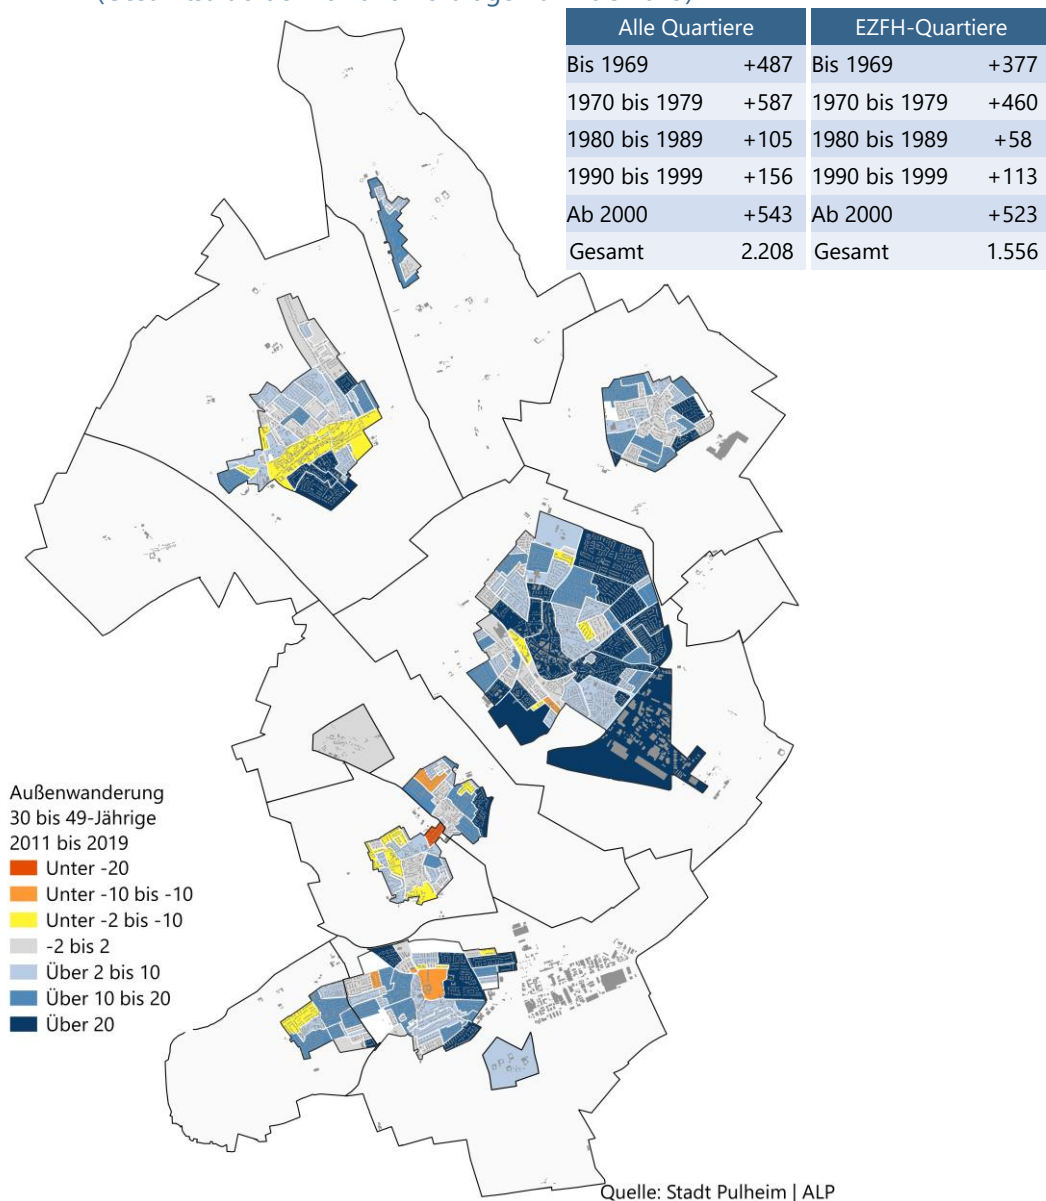 Alle Quartiere EZFH-Quartiere
Bis 1969 +487 Bis 1969 +377
1970 bis 1979 +587 1970 bis 1979 +460
1980 bis 1989 +105 1980 bis 1989 +58
1990 bis 1999 +156 1990 bis 1999 +113
Ab 2000 +543 Ab 2000 +523
Gesamt 2.208 Gesamt 1.556
Außenwanderung
30 bis 49-Jährige
2011 bis 2019
Unter -20
Unter -10 bis -10
Unter -2 bis -10
-2 bis 2
Über 2 bis 10
Über 10 bis 20
Über 20
Quelle: Stadt Pulheim | ALP